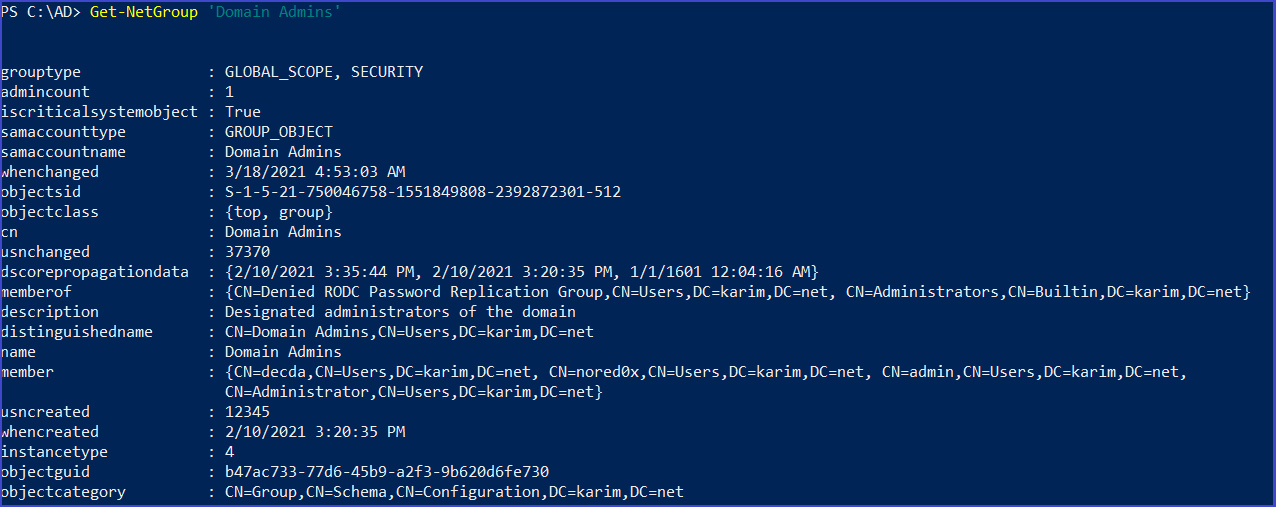 PS C:\AD> Get-NetGroup 'Domain Admins'
grouptype : GLOBAL_SCOPE, SECURITY
admincount : 1
iscriticalsystemobject : True
samaccounttype : GROUP_OBJECT
samaccountname : Domain Admins
whenchanged : 3/18/2021 4:53:03 AM
objectsid : S-1-5-21-750046758-1551849808-2392872301-512
objectclass : {top, group}
cn : Domain Admins
usnchanged : 37370
dscorepropagationdata : {2/10/2021 3:35:44 PM, 2/10/2021 3:20:35 PM, 1/1/1601 12:04:16 AM}
memberof : {CN=Denied RODC Password Replication Group,CN=Users,DC=karim,DC=net, CN=Administrators,CN=Builtin,DC=karim,DC=net}
description : Designated administrators of the domain
distinguishedname : CN=Domain Admins,CN=Users,DC=karim,DC=net
name : Domain Admins
member : {CN=decda,CN=Users,DC=karim,DC=net, CN=nored0x,CN=Users,DC=karim,DC=net, CN=admin,CN=Users,DC=karim,DC=net,
CN=Administrator,CN=Users,DC=karim,DC=net}
usncreated : 12345
whencreated : 2/10/2021 3:20:35 PM
instancetype : 4
objectguid : b47ac733-77d6-45b9-a2f3-9b620d6fe730
objectcategory : CN=Group,CN=Schema,CN=Configuration,DC=karim,DC=net